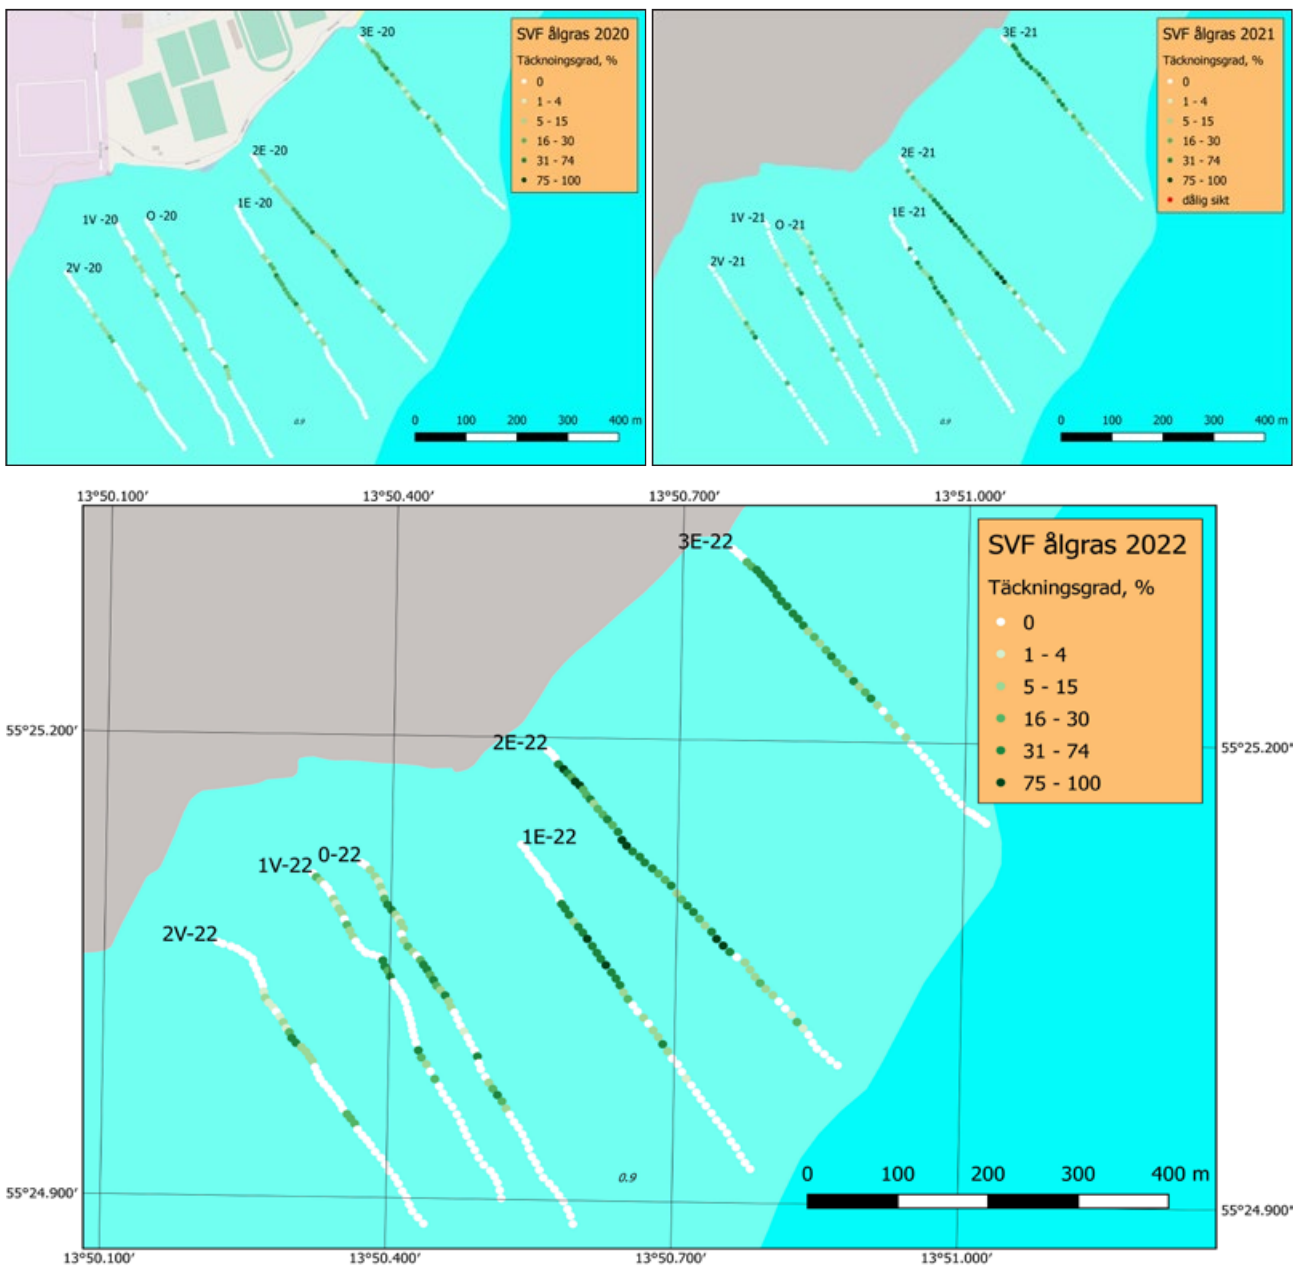 3E -20
2E -20
1E -20
1V -20
O -20
2V -20
SVF ålgras 2020
Täcknoingsgrad, %
0
1 - 4
5 - 15
16 - 30
31 - 74
75 - 100
0.9
0 100 200 300 400 m
3E -21
2E -21
1E -21
1V -21
O -21
2V -21
SVF ålgras 2021
Täckningsgrad, %
0
1 - 4
5 - 15
16 - 30
31 - 74
75 - 100
dålig sikt
0.9
0 100 200 300 400 m
13°50.100′ 13°50.400′ 13°50.700′ 13°51.000′
3E-22
SVF ålgras 2022
Täckningsgrad, %
0
1 - 4
5 - 15
16 - 30
31 - 74
75 - 100
55°25.200′
2E-22
55°25.200″
1E-22
0-22
1V-22
2V-22
0.9
0 100 200 300 400 m
55°24.900′
55°24.900″
13°50.100′ 13°50.400′ 13°50.700′ 13°51.000′